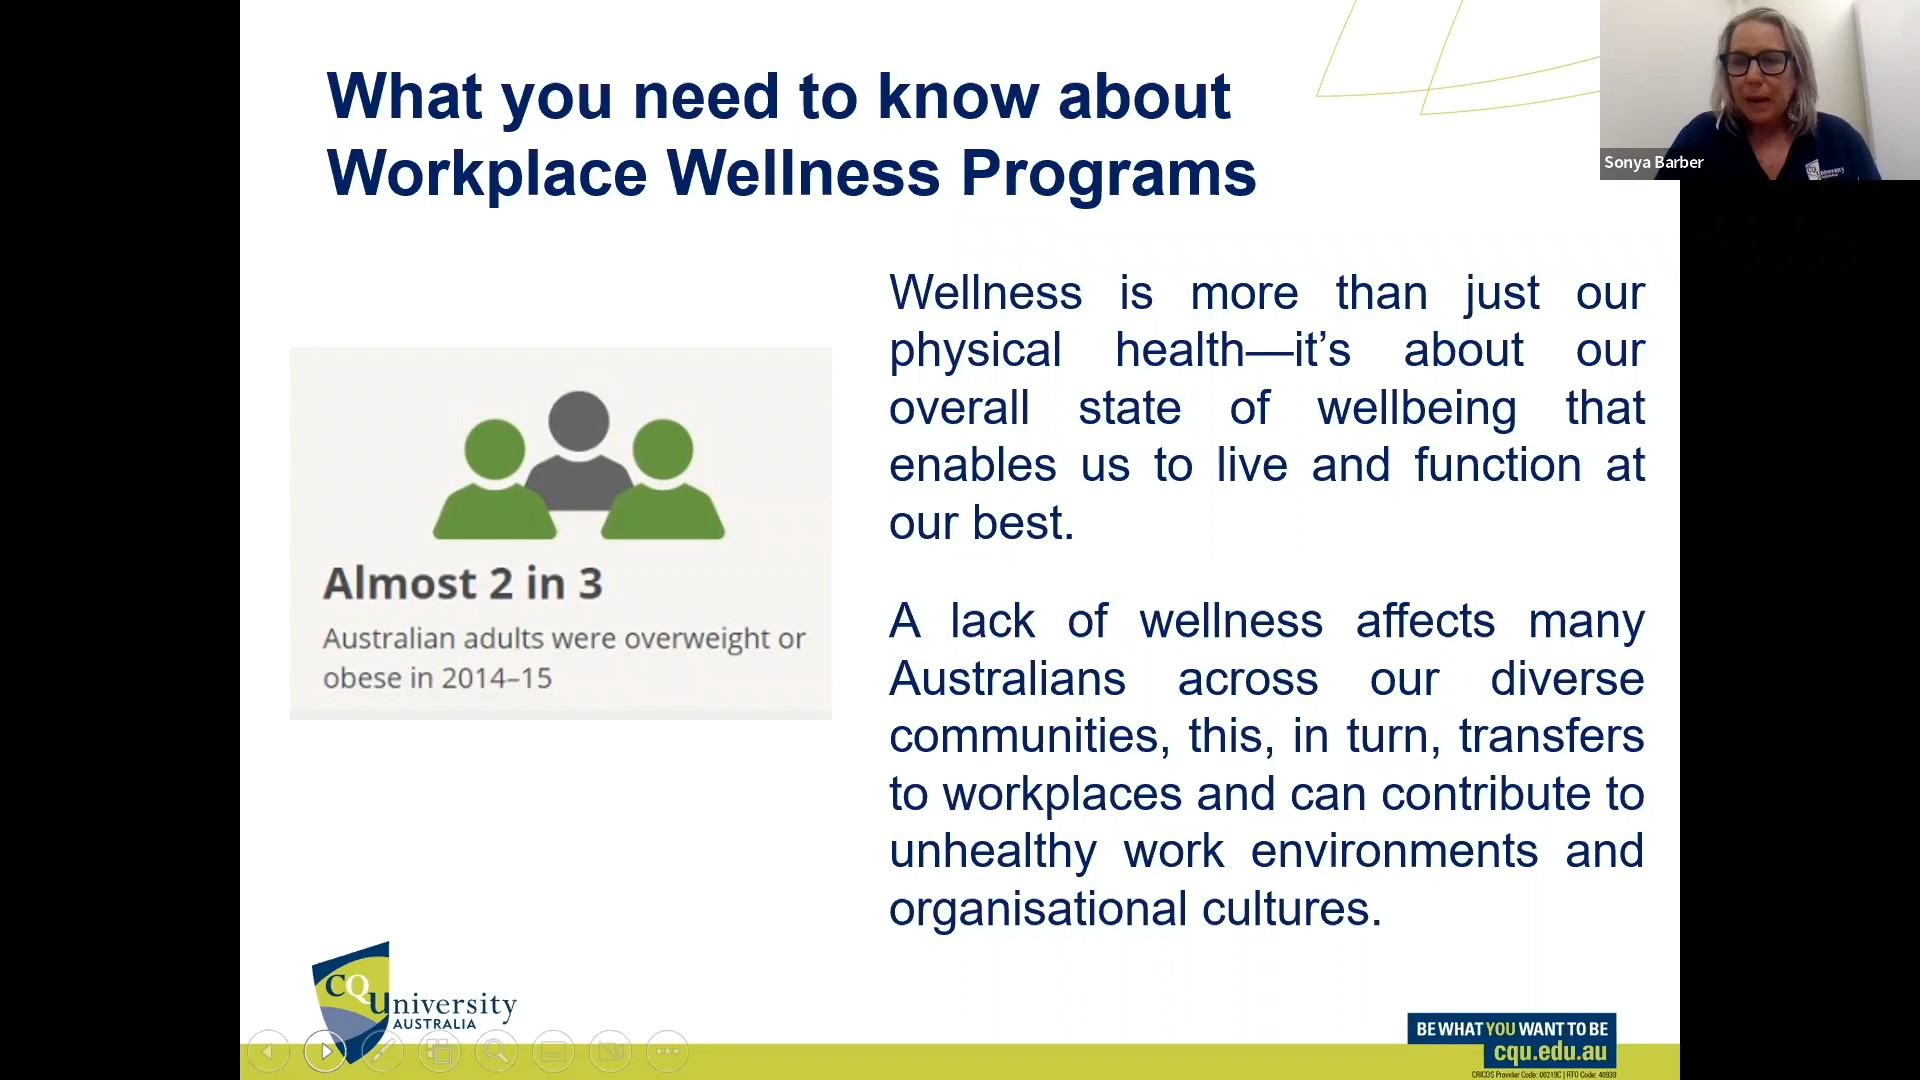 What you need to know about
Workplace Wellness Programs
Sonya Barber
CQUniversity
AUSTRALIA
Wellness is more than just our
physical health—it’s about our
overall state of wellbeing that
enables us to live and function at
our best.
A lack of wellness affects many
Australians across our diverse
communities, this, in turn, transfers
to workplaces and can contribute to
unhealthy work environments and
organisational cultures.
Almost 2 in 3
Australian adults were overweight or
obese in 2014–15
CQUniversity
AUSTRALIA
BE WHAT YOU WANT TO BE
cqu.edu.au
CRICOS Provider Code: 00219C | RTO Code: 40939